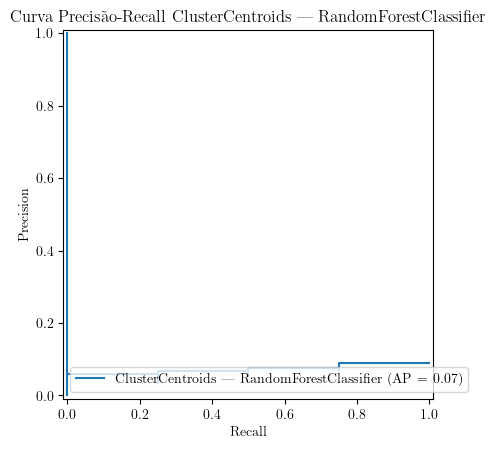 Curva Precisão-Recall ClusterCentroids — RandomForestClassifier
1.0
0.8
0.6
0.4
0.2
0.0
Precision
ClusterCentroids — RandomForestClassifier (AP = 0.07)
0.0 0.2 0.4 0.6 0.8 1.0
Recall